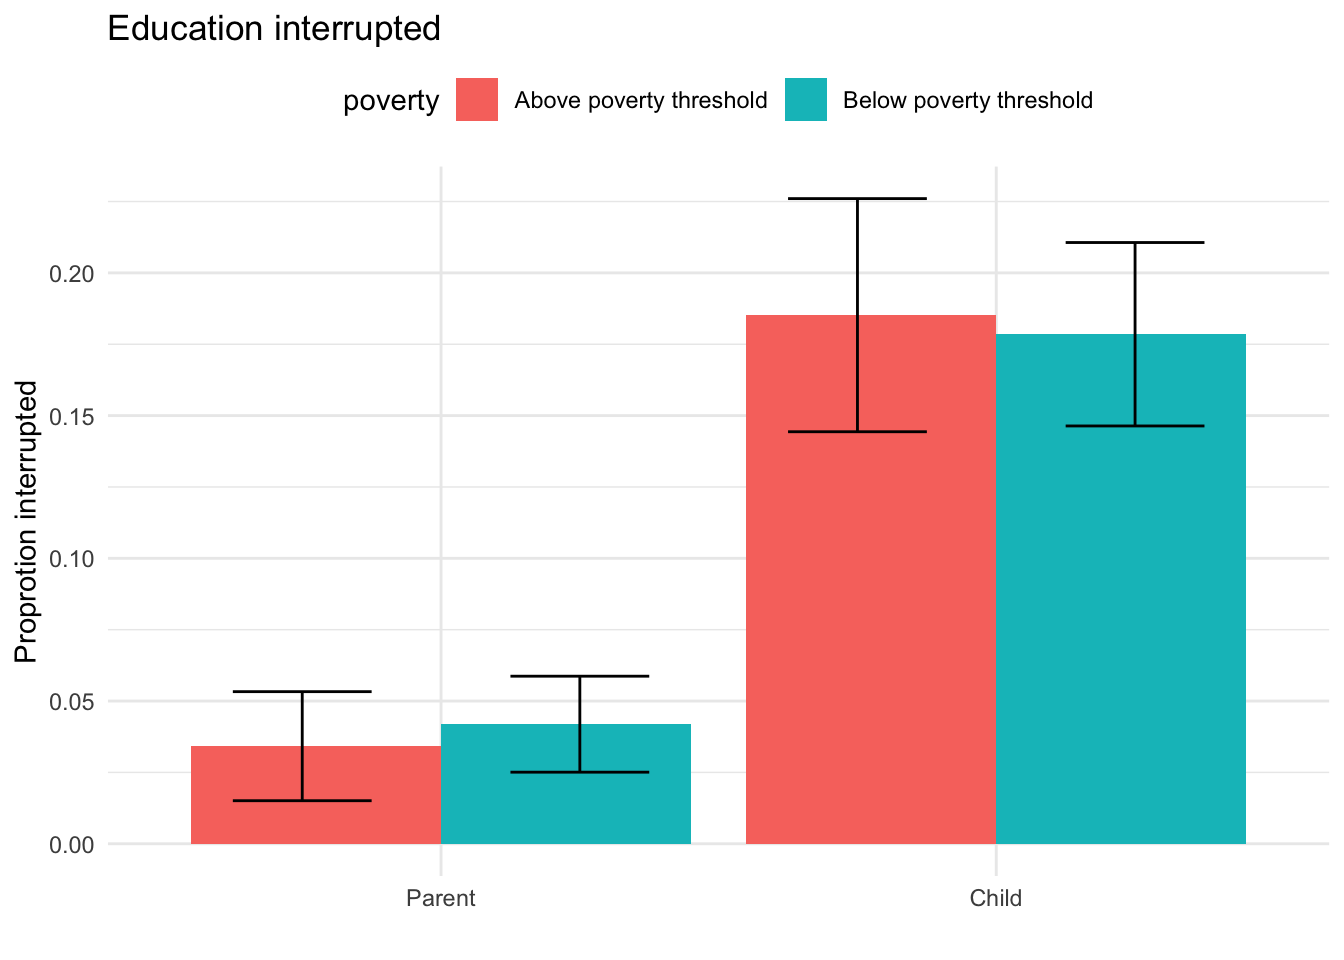 Education interrupted
poverty Above poverty threshold Below poverty threshold
Proprotion interrupted
0.20
0.15
0.10
0.05
0.00
Parent Child